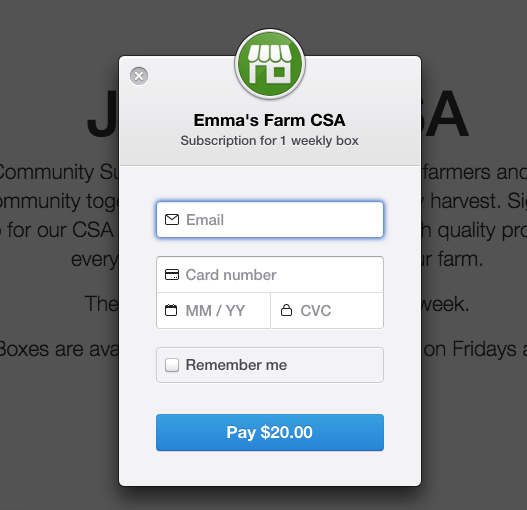 J SA
Emma's Farm CSA
Subscription for 1 weekly box
Community Su farmers and
ommunity toge harvest. Si
for our CSA h quality pro
Email
every ur farm.
Card number
The week.
MM / YY CVC
Boxes are ava on Fridays a
Remember me
Pay $20.00